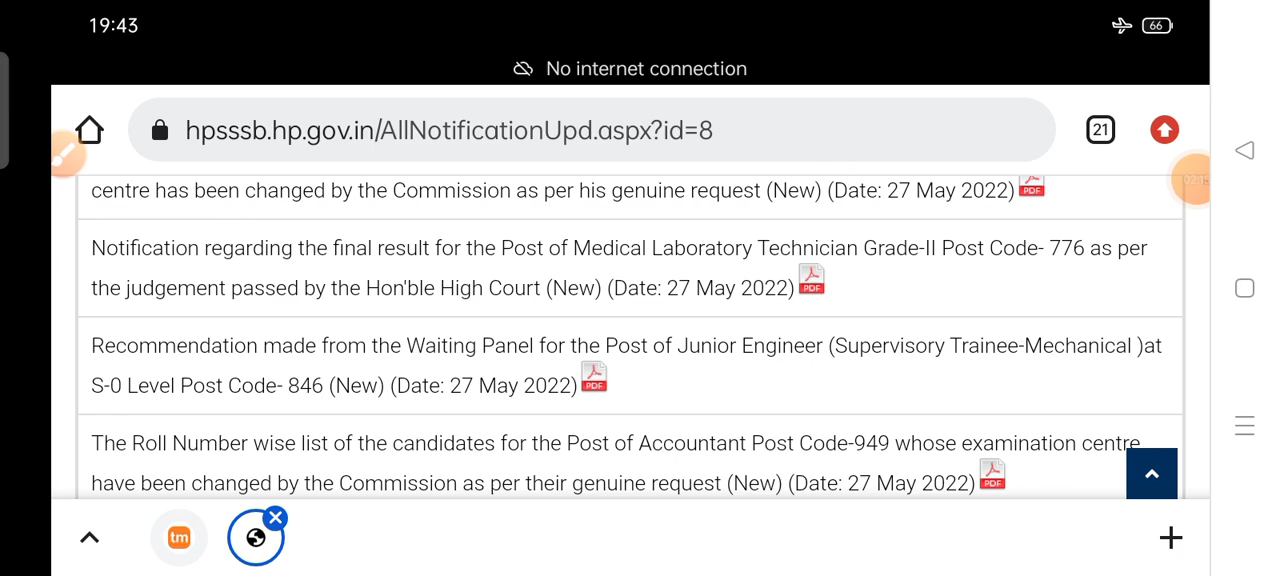 19:43
66
No internet connection
hpsssb.hp.gov.in/AllNotificationUpd.aspx?id=8
21
centre has been changed by the Commission as per his genuine request (New) (Date: 27 May 2022)
PDF
Notification regarding the final result for the Post of Medical Laboratory Technician Grade-II Post Code- 776 as per
the judgement passed by the Hon'ble High Court (New) (Date: 27 May 2022)
PDF
Recommendation made from the Waiting Panel for the Post of Junior Engineer (Supervisory Trainee-Mechanical )at
S-0 Level Post Code- 846 (New) (Date: 27 May 2022)
PDF
The Roll Number wise list of the candidates for the Post of Accountant Post Code-949 whose examination centre
have been changed by the Commission as per their genuine request (New) (Date: 27 May 2022)
PDF
tm